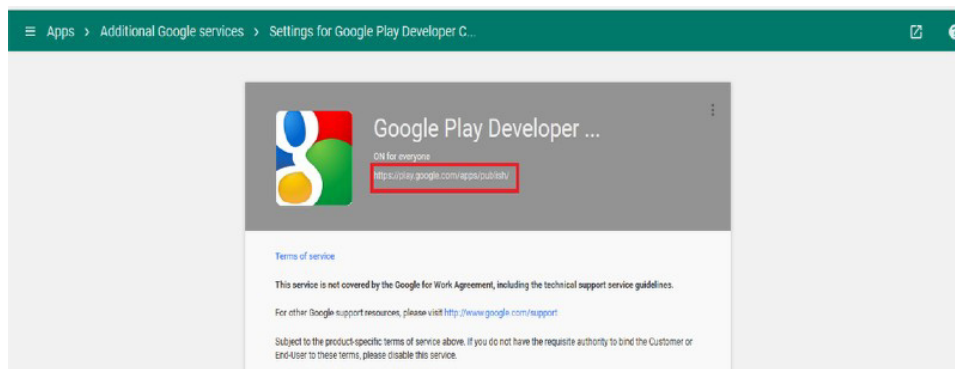 Apps > Additional Google services > Settings for Google Play Developer C...
Google Play Developer ...
ON for everyone
https://play.google.com/apps/publish/
Terms of service
This service is not covered by the Google for Work Agreement, including the technical support service guidelines.
For other Google support resources, please visit http://www.google.com/support
Subject to the product-specific terms of service above. If you do not have the requisite authority to bind the Customer or
End-User to these terms, please disable this service.